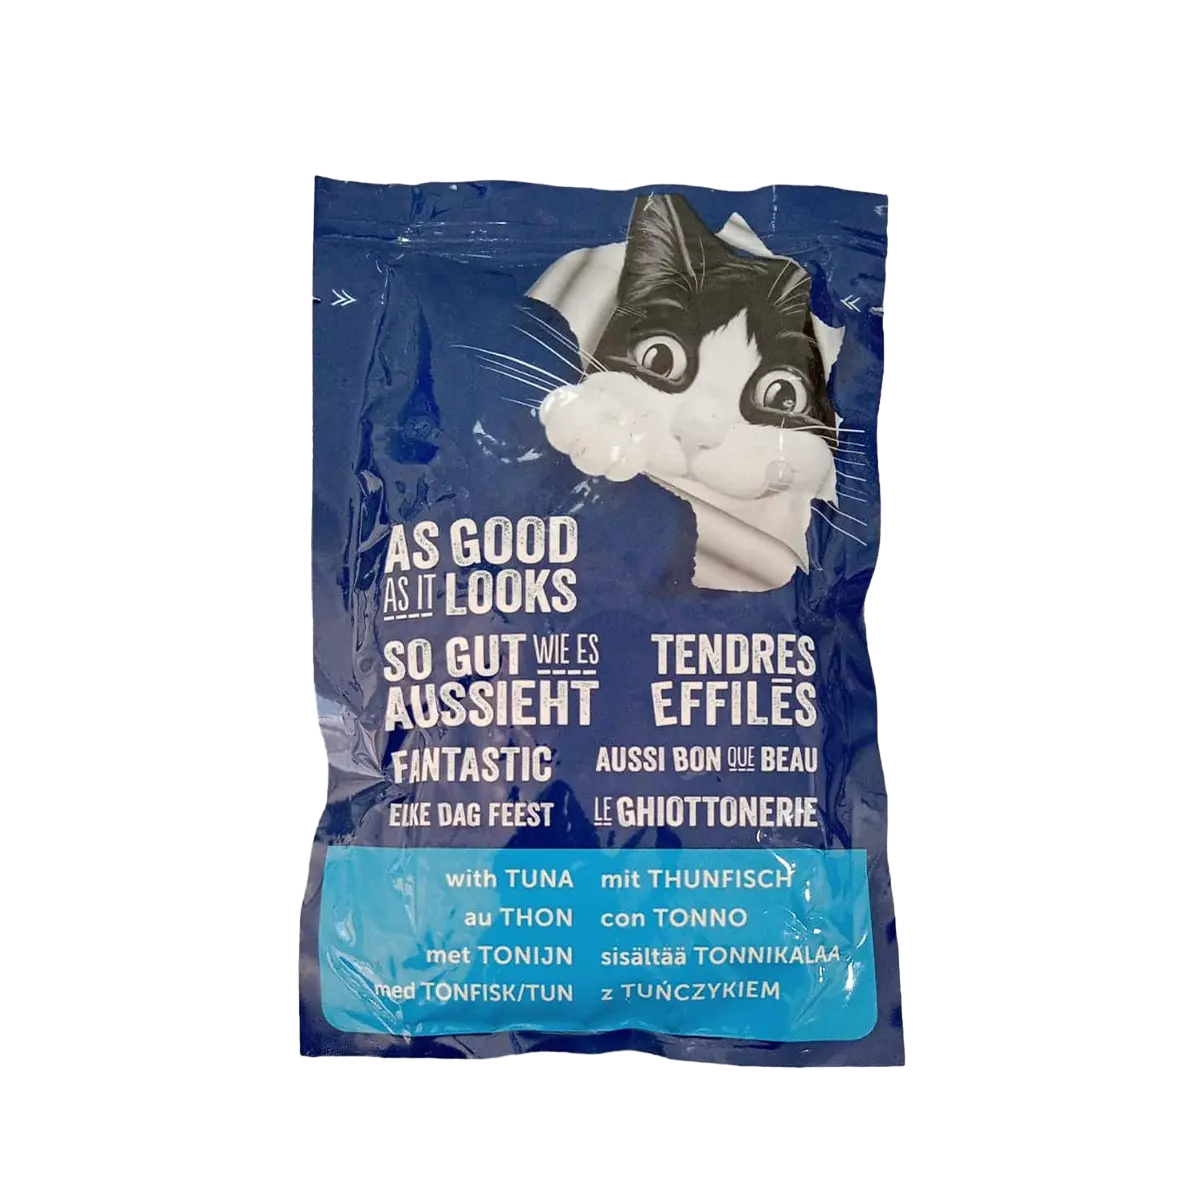 AS GOOD
AS IT LOOKS
SO GUT WIE ES
AUSSIEHT
TENDRES
EFFILÉS
FANTASTIC
AUSSI BON QUE BEAU
ELKE DAG FEEST
LE GHIOTTONERIE
with TUNA
mit THUNFISCH
au THON
con TONNO
met TONIJN
sisältää TONNIKALAA
med TONFISK/TUN
z TUŃCZYKIEM